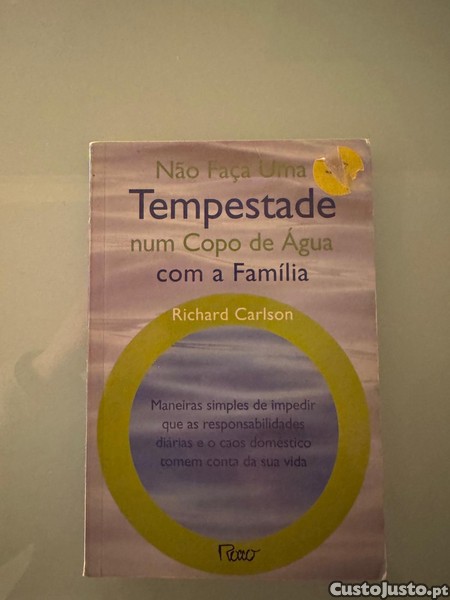 Não Faça Uma
Tempestade
num Copo de Água
com a Família
Richard Carlson
Maneiras simples de impedir
que as responsabilidades
diárias e o caos doméstico
tomem conta da sua vida
Rocco
CustoJusto.pt